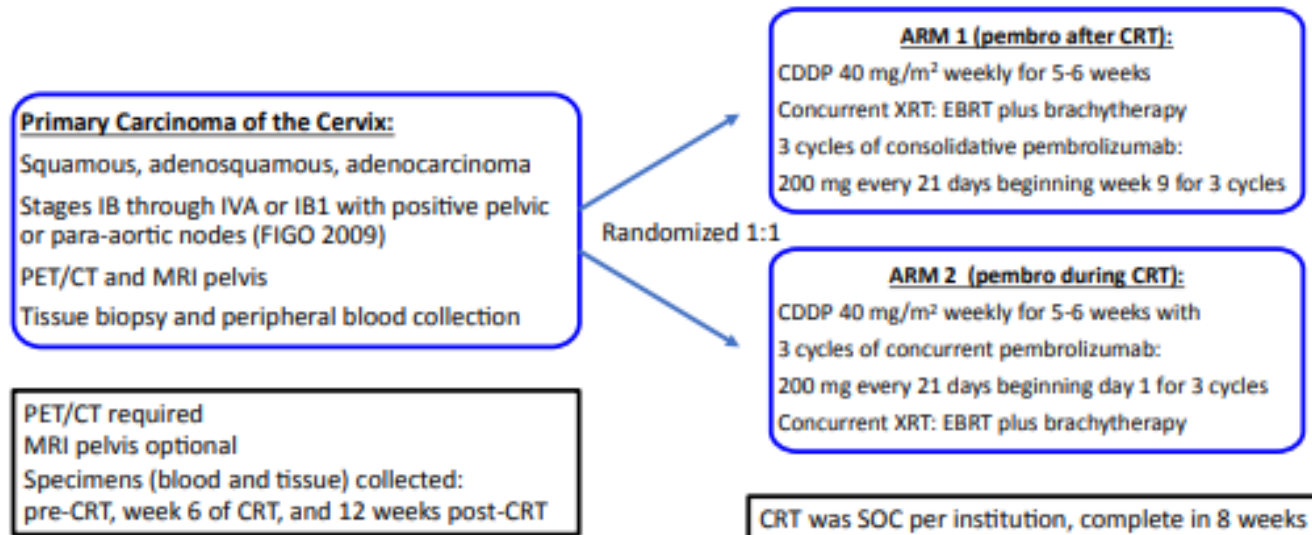 Primary Carcinoma of the Cervix:
Squamous, adenosquamous, adenocarcinoma
Stages IB through IVA or IB1 with positive pelvic
or para-aortic nodes (FIGO 2009)
PET/CT and MRI pelvis
Tissue biopsy and peripheral blood collection
PET/CT required
MRI pelvis optional
Specimens (blood and tissue) collected:
pre-CRT, week 6 of CRT, and 12 weeks post-CRT
Randomized 1:1
ARM 1 (pembro after CRT):
CDDP 40 mg/m² weekly for 5-6 weeks
Concurrent XRT: EBRT plus brachytherapy
3 cycles of consolidative pembrolizumab:
200 mg every 21 days beginning week 9 for 3 cycles
ARM 2 (pembro during CRT):
CDDP 40 mg/m² weekly for 5-6 weeks with
3 cycles of concurrent pembrolizumab:
200 mg every 21 days beginning day 1 for 3 cycles
Concurrent XRT: EBRT plus brachytherapy
CRT was SOC per institution, complete in 8 weeks